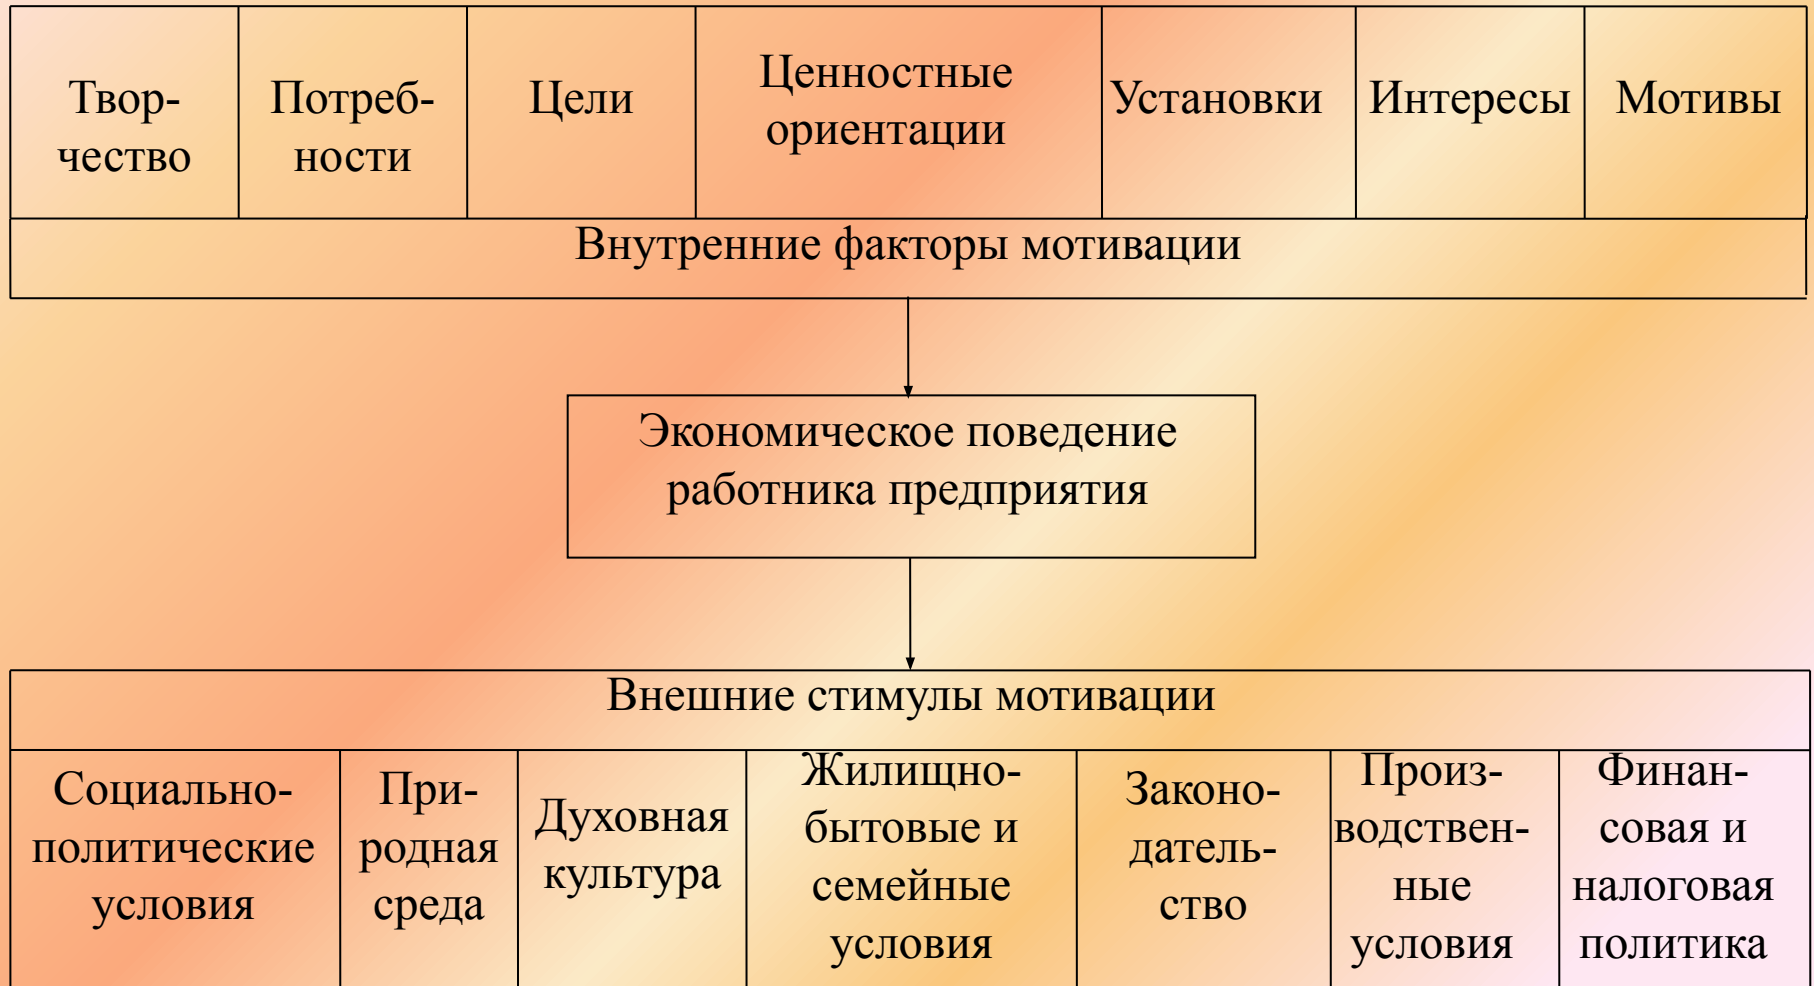 Твор-
чество
Потреб-
ности
Цели
Ценностные
ориентации
Установки
Интересы
Мотивы
Внутренние факторы мотивации
Экономическое поведение
работника предприятия
Внешние стимулы мотивации
Социально-
политические
условия
При-
родная
среда
Духовная
культура
Жилищно-
бытовые и
семейные
условия
Законо-
датель-
ство
Произ-
водствен-
ные
условия
Финан-
совая и
налоговая
политика